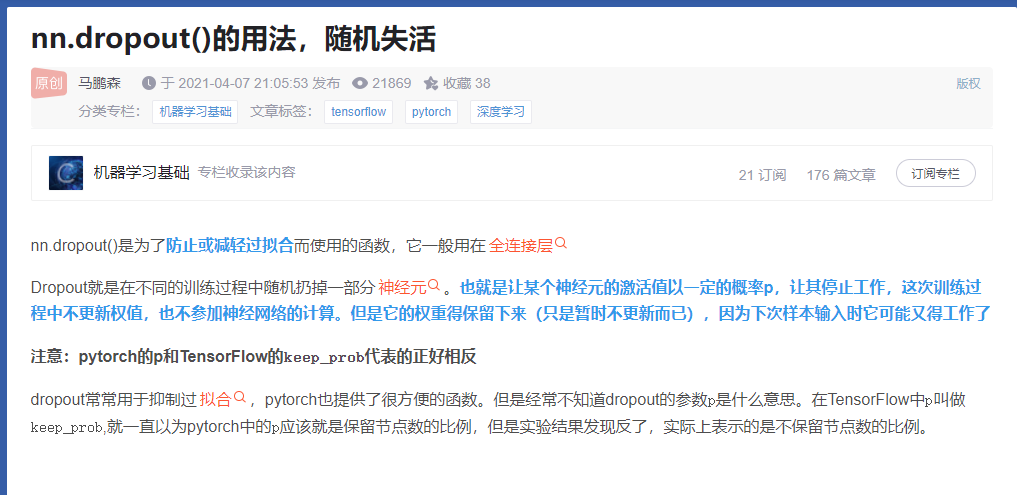 nn.dropout()的用法，随机失活
原创 马鹏森 于 2021-04-07 21:05:53 发布 21869 收藏 38 版权
分类专栏： 机器学习基础 文章标签： tensorflow pytorch 深度学习
机器学习基础 专栏收录该内容 21 订阅 176 篇文章 订阅专栏
nn.dropout()是为了防止或减轻过拟合而使用的函数，它一般用在 全连接层
Dropout就是在不同的训练过程中随机扔掉一部分 神经元 。也就是让某个神经元的激活值以一定的概率p，让其停止工作，这次训练过
程中不更新权值，也不参加神经网络的计算。但是它的权重得保留下来（只是暂时不更新而已），因为下次样本输入时它可能又得工作了
注意：pytorch的p和TensorFlow的keep_prob代表的正好相反
dropout常常用于抑制过 拟合 ，pytorch也提供了很方便的函数。但是经常不知道dropout的参数p是什么意思。在TensorFlow中p叫做
keep_prob,就一直以为pytorch中的p应该就是保留节点数的比例，但是实验结果发现反了，实际上表示的是不保留节点数的比例。